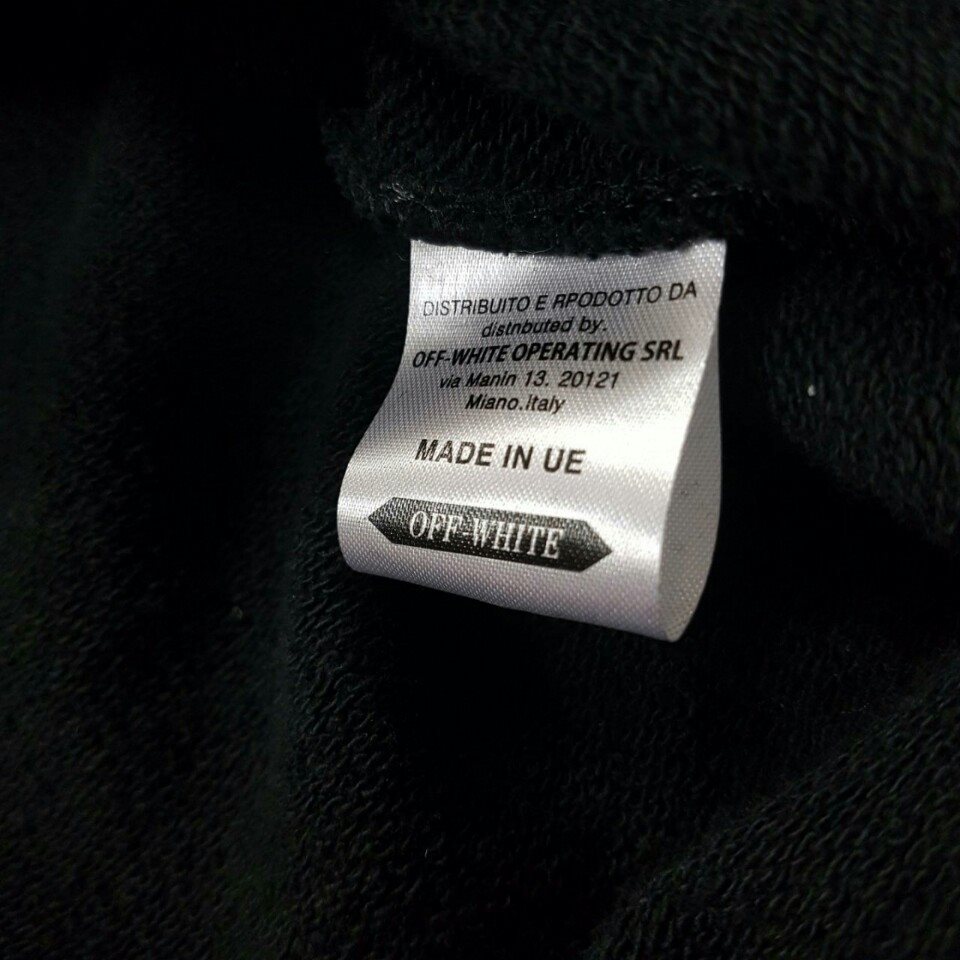 DISTRIBUITO E RPODOTTO DA
distnbuted by.
OFF-WHITE OPERATING SRL
via Manin 13. 20121
Miano.Italy
MADE IN UE
OFF-WHITE